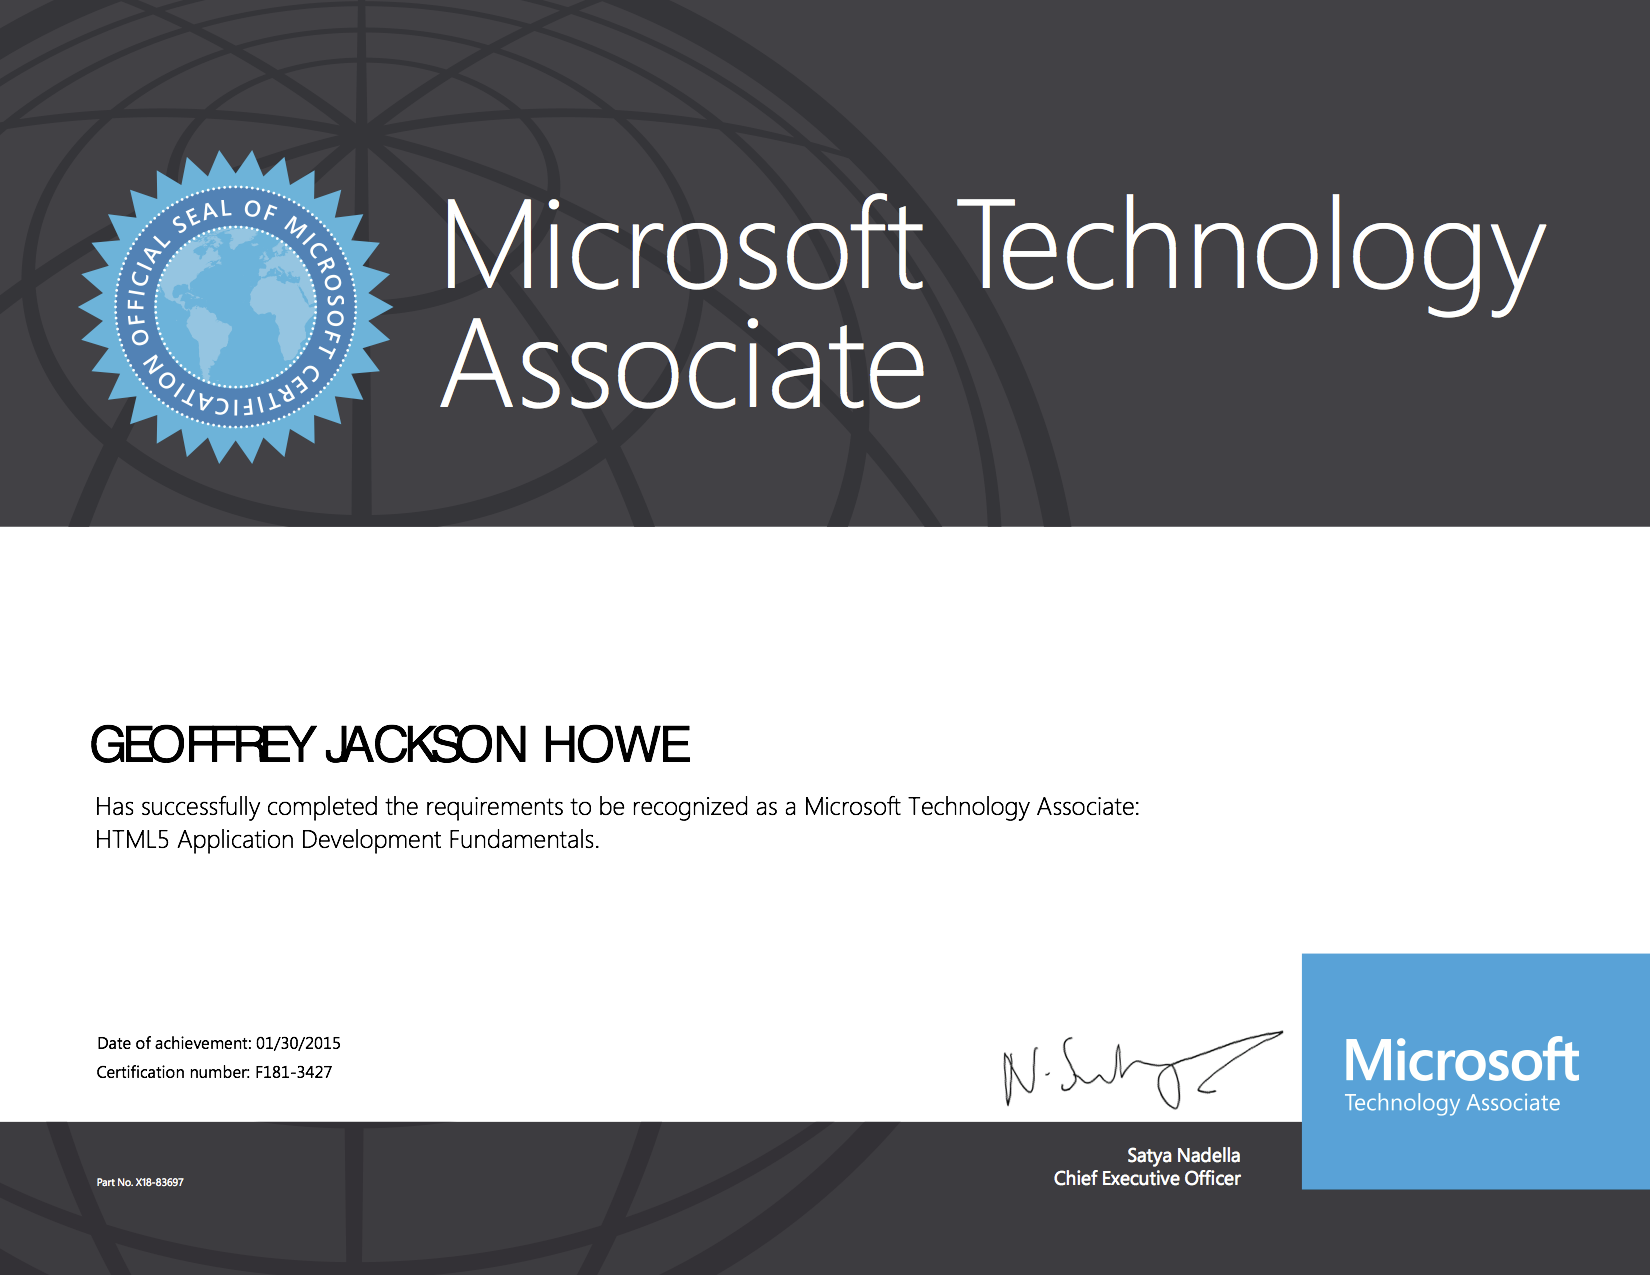 OFFICIAL SEAL OF MICROSOFT CERTIFICATION
Microsoft Technology
Associate
GEOFFREY JACKSON HOWE
Has successfully completed the requirements to be recognized as a Microsoft Technology Associate:
HTML5 Application Development Fundamentals.
Date of achievement: 01/30/2015
Certification number: F181-3427
Microsoft
Technology Associate
Satya Nadella
Chief Executive Officer
Part No. X18-83697